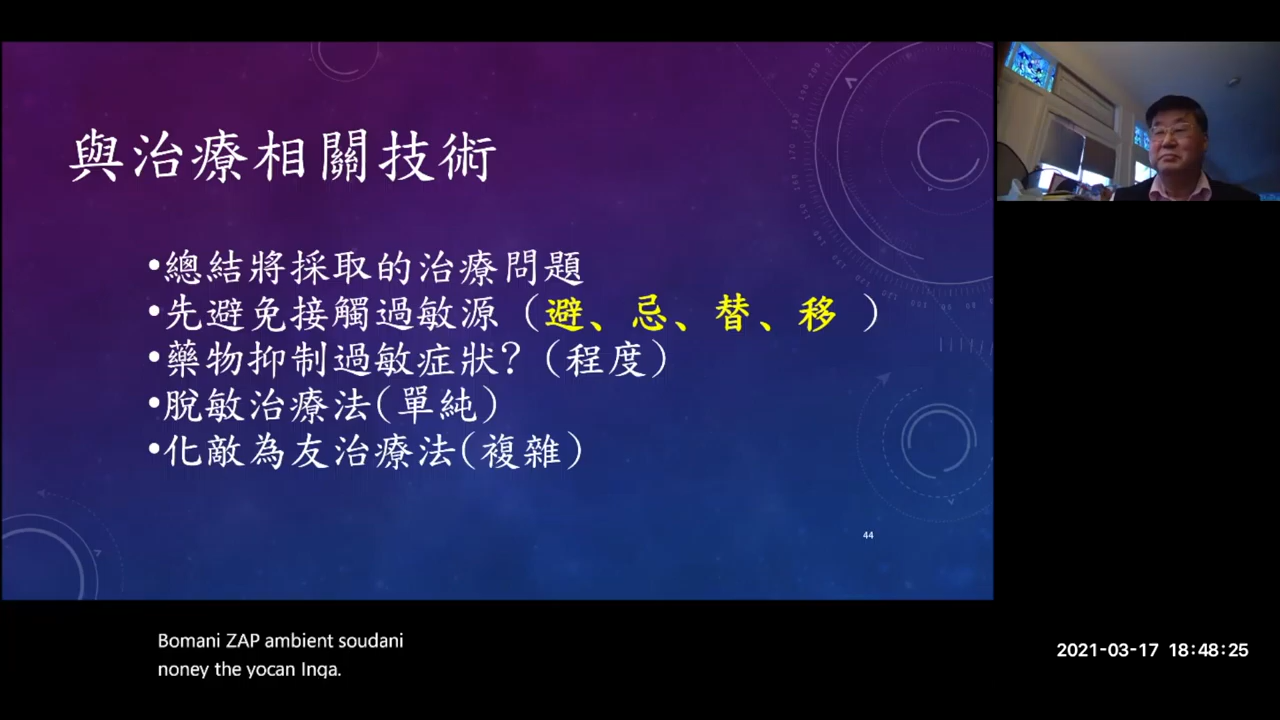 與治療相關技術
•總結將採取的治療問題
•先避免接觸過敏源（避、忌、替、移 ）
•藥物抑制過敏症狀?（程度）
•脫敏治療法(單純)
•化敵為友治療法(複雜)
44
Bomani ZAP ambient soudani
noney the yocan Inqa.
2021-03-17 18:48:25